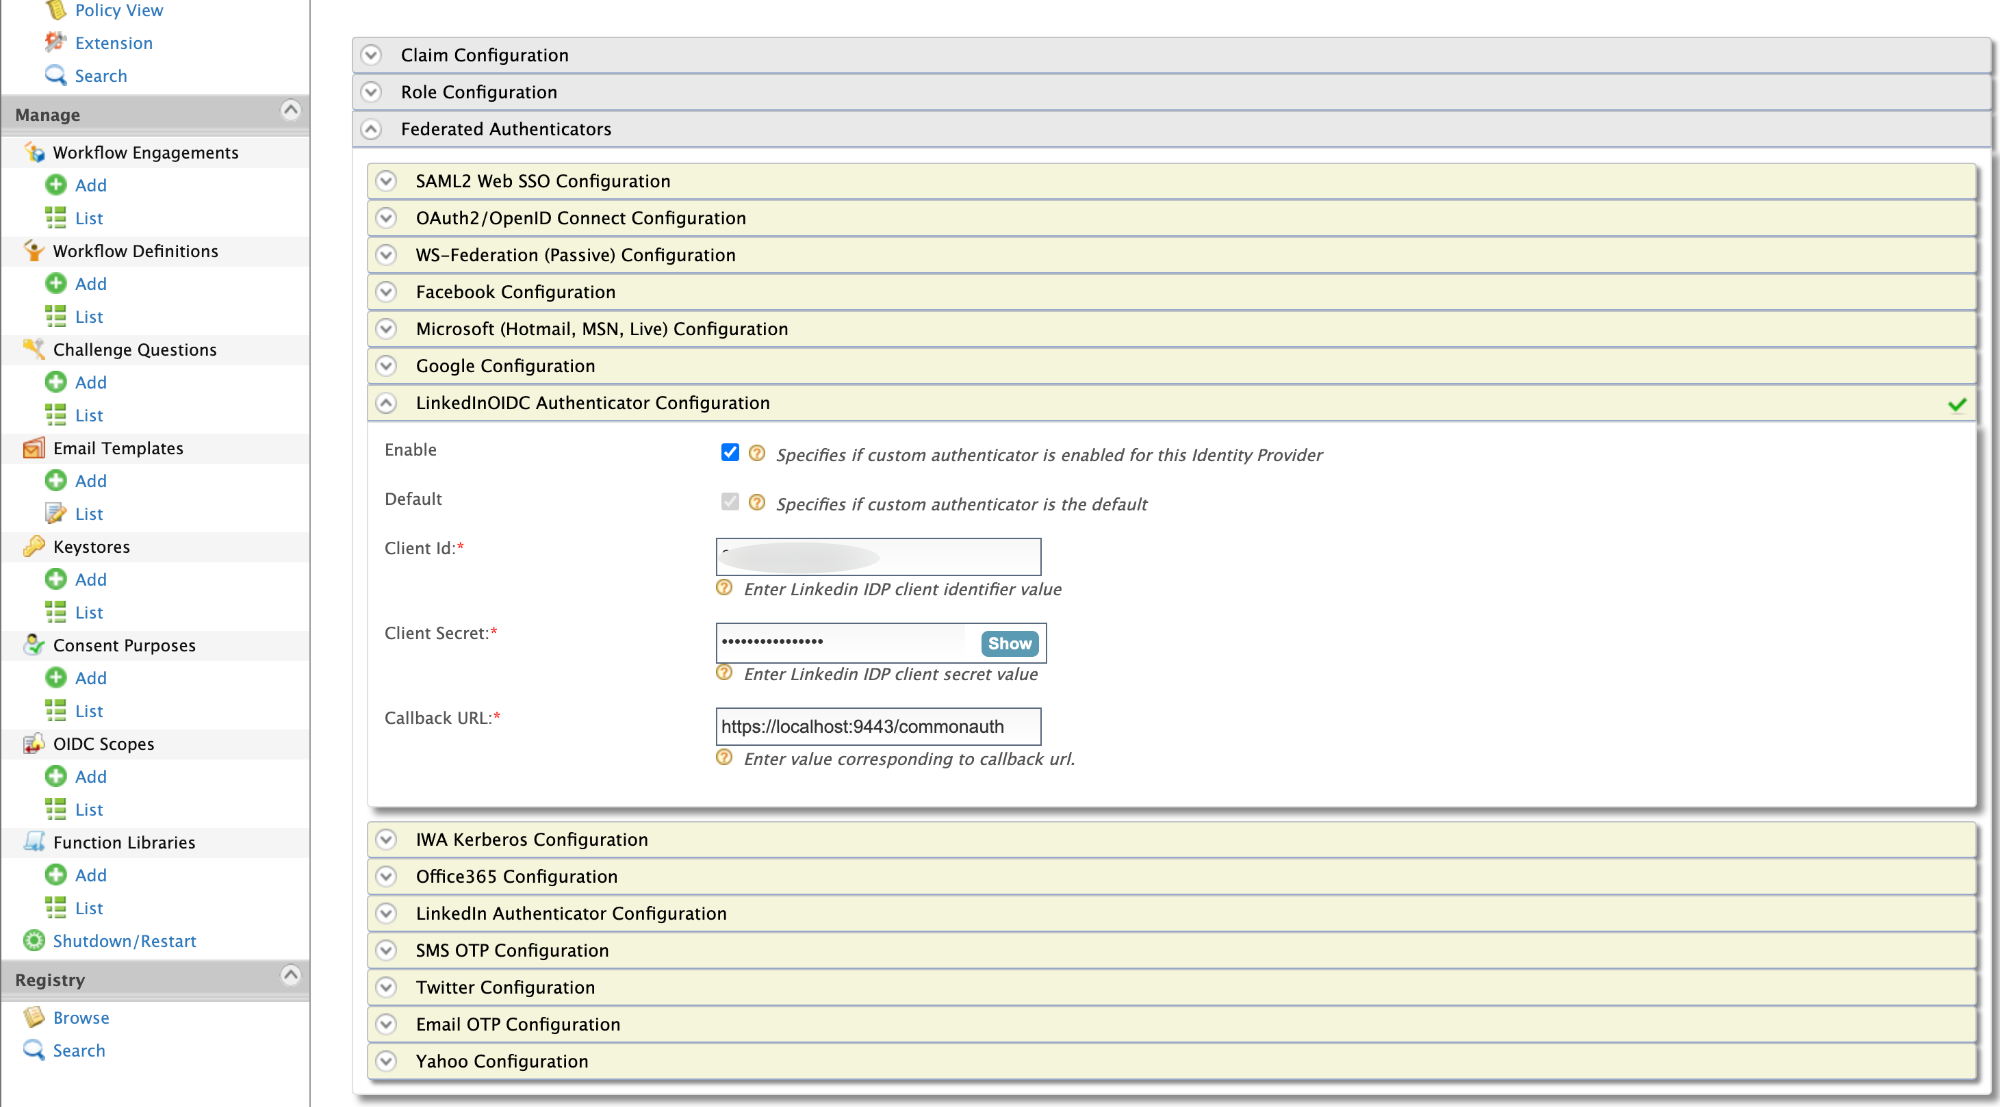 Policy View
Extension
Search
Manage
Workflow Engagements
Add
List
Workflow Definitions
Add
List
Challenge Questions
Add
List
Email Templates
Add
List
Keystores
Add
List
Consent Purposes
Add
List
OIDC Scopes
Add
List
Function Libraries
Add
List
Shutdown/Restart
Registry
Browse
Search
Claim Configuration
Role Configuration
Federated Authenticators
SAML2 Web SSO Configuration
OAuth2/OpenID Connect Configuration
WS-Federation (Passive) Configuration
Facebook Configuration
Microsoft (Hotmail, MSN, Live) Configuration
Google Configuration
LinkedInOIDC Authenticator Configuration
Enable
Specifies if custom authenticator is enabled for this Identity Provider
Default
Specifies if custom authenticator is the default
Client Id:*
Enter Linkedin IDP client identifier value
Client Secret:*
•••••••••••••••• Show
Enter Linkedin IDP client secret value
Callback URL:*
https://localhost:9443/commonauth
Enter value corresponding to callback url.
IWA Kerberos Configuration
Office365 Configuration
LinkedIn Authenticator Configuration
SMS OTP Configuration
Twitter Configuration
Email OTP Configuration
Yahoo Configuration